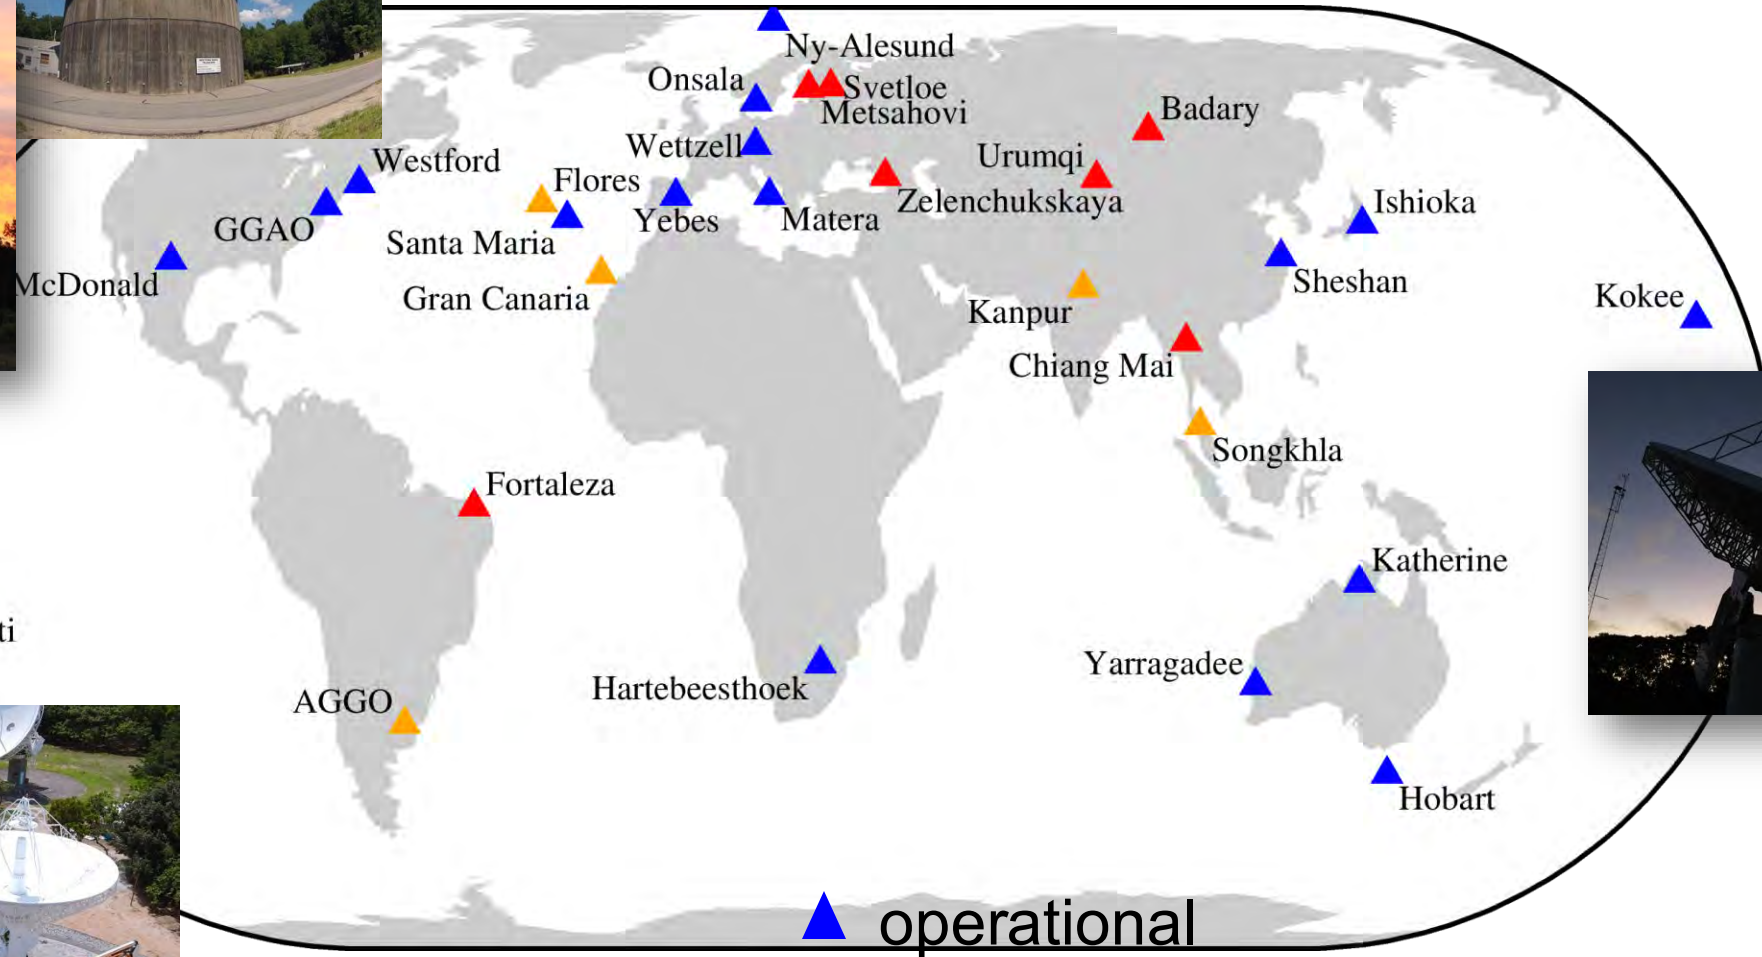 Ny-Alesund
Onsala
Svetloe
Metsahovi
Badary
Westford
Wettzell
Urumqi
Flores
Zelenchukskaya
Ishioka
GGAO
Santa Maria
Yebes
Matera
McDonald
Gran Canaria
Sheshan
Kokee
Kanpur
Chiang Mai
Songkhla
Fortaleza
Katherine
ti
Yarragadee
Hartebeesthoek
AGGO
Hobart
operational